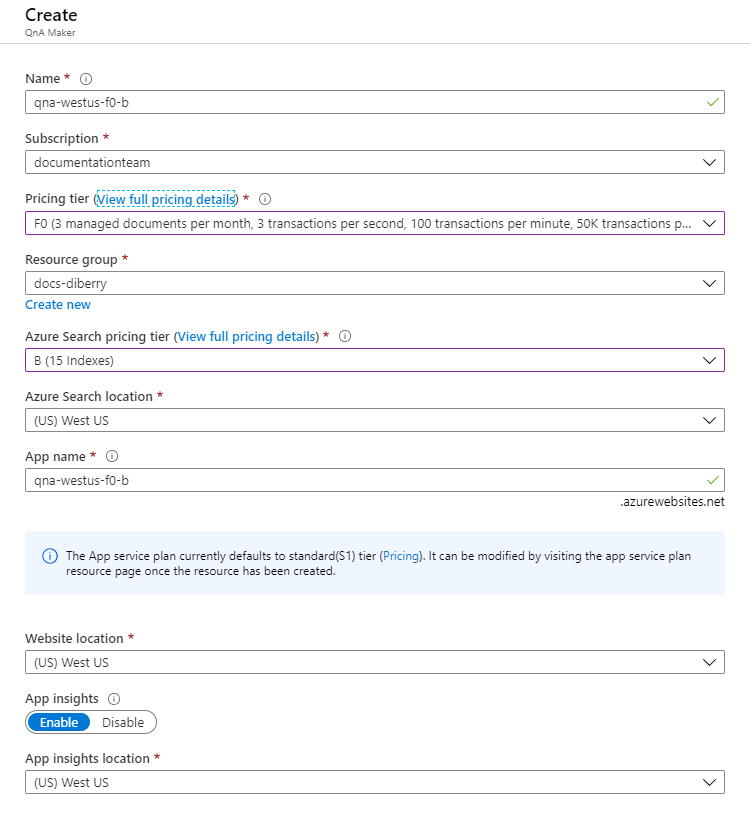 Create
QnA Maker
Name *
qna-westus-f0-b
Subscription *
documentationteam
Pricing tier (View full pricing details) *
F0 (3 managed documents per month, 3 transactions per second, 100 transactions per minute, 50K transactions p...
Resource group *
docs-diberry
Create new
Azure Search pricing tier (View full pricing details) *
B (15 Indexes)
Azure Search location *
(US) West US
App name *
qna-westus-f0-b
.azurewebsites.net
The App service plan currently defaults to standard(S1) tier (Pricing). It can be modified by visiting the app service plan
resource page once the resource has been created.
Website location *
(US) West US
App insights
Enable Disable
App insights location *
(US) West US